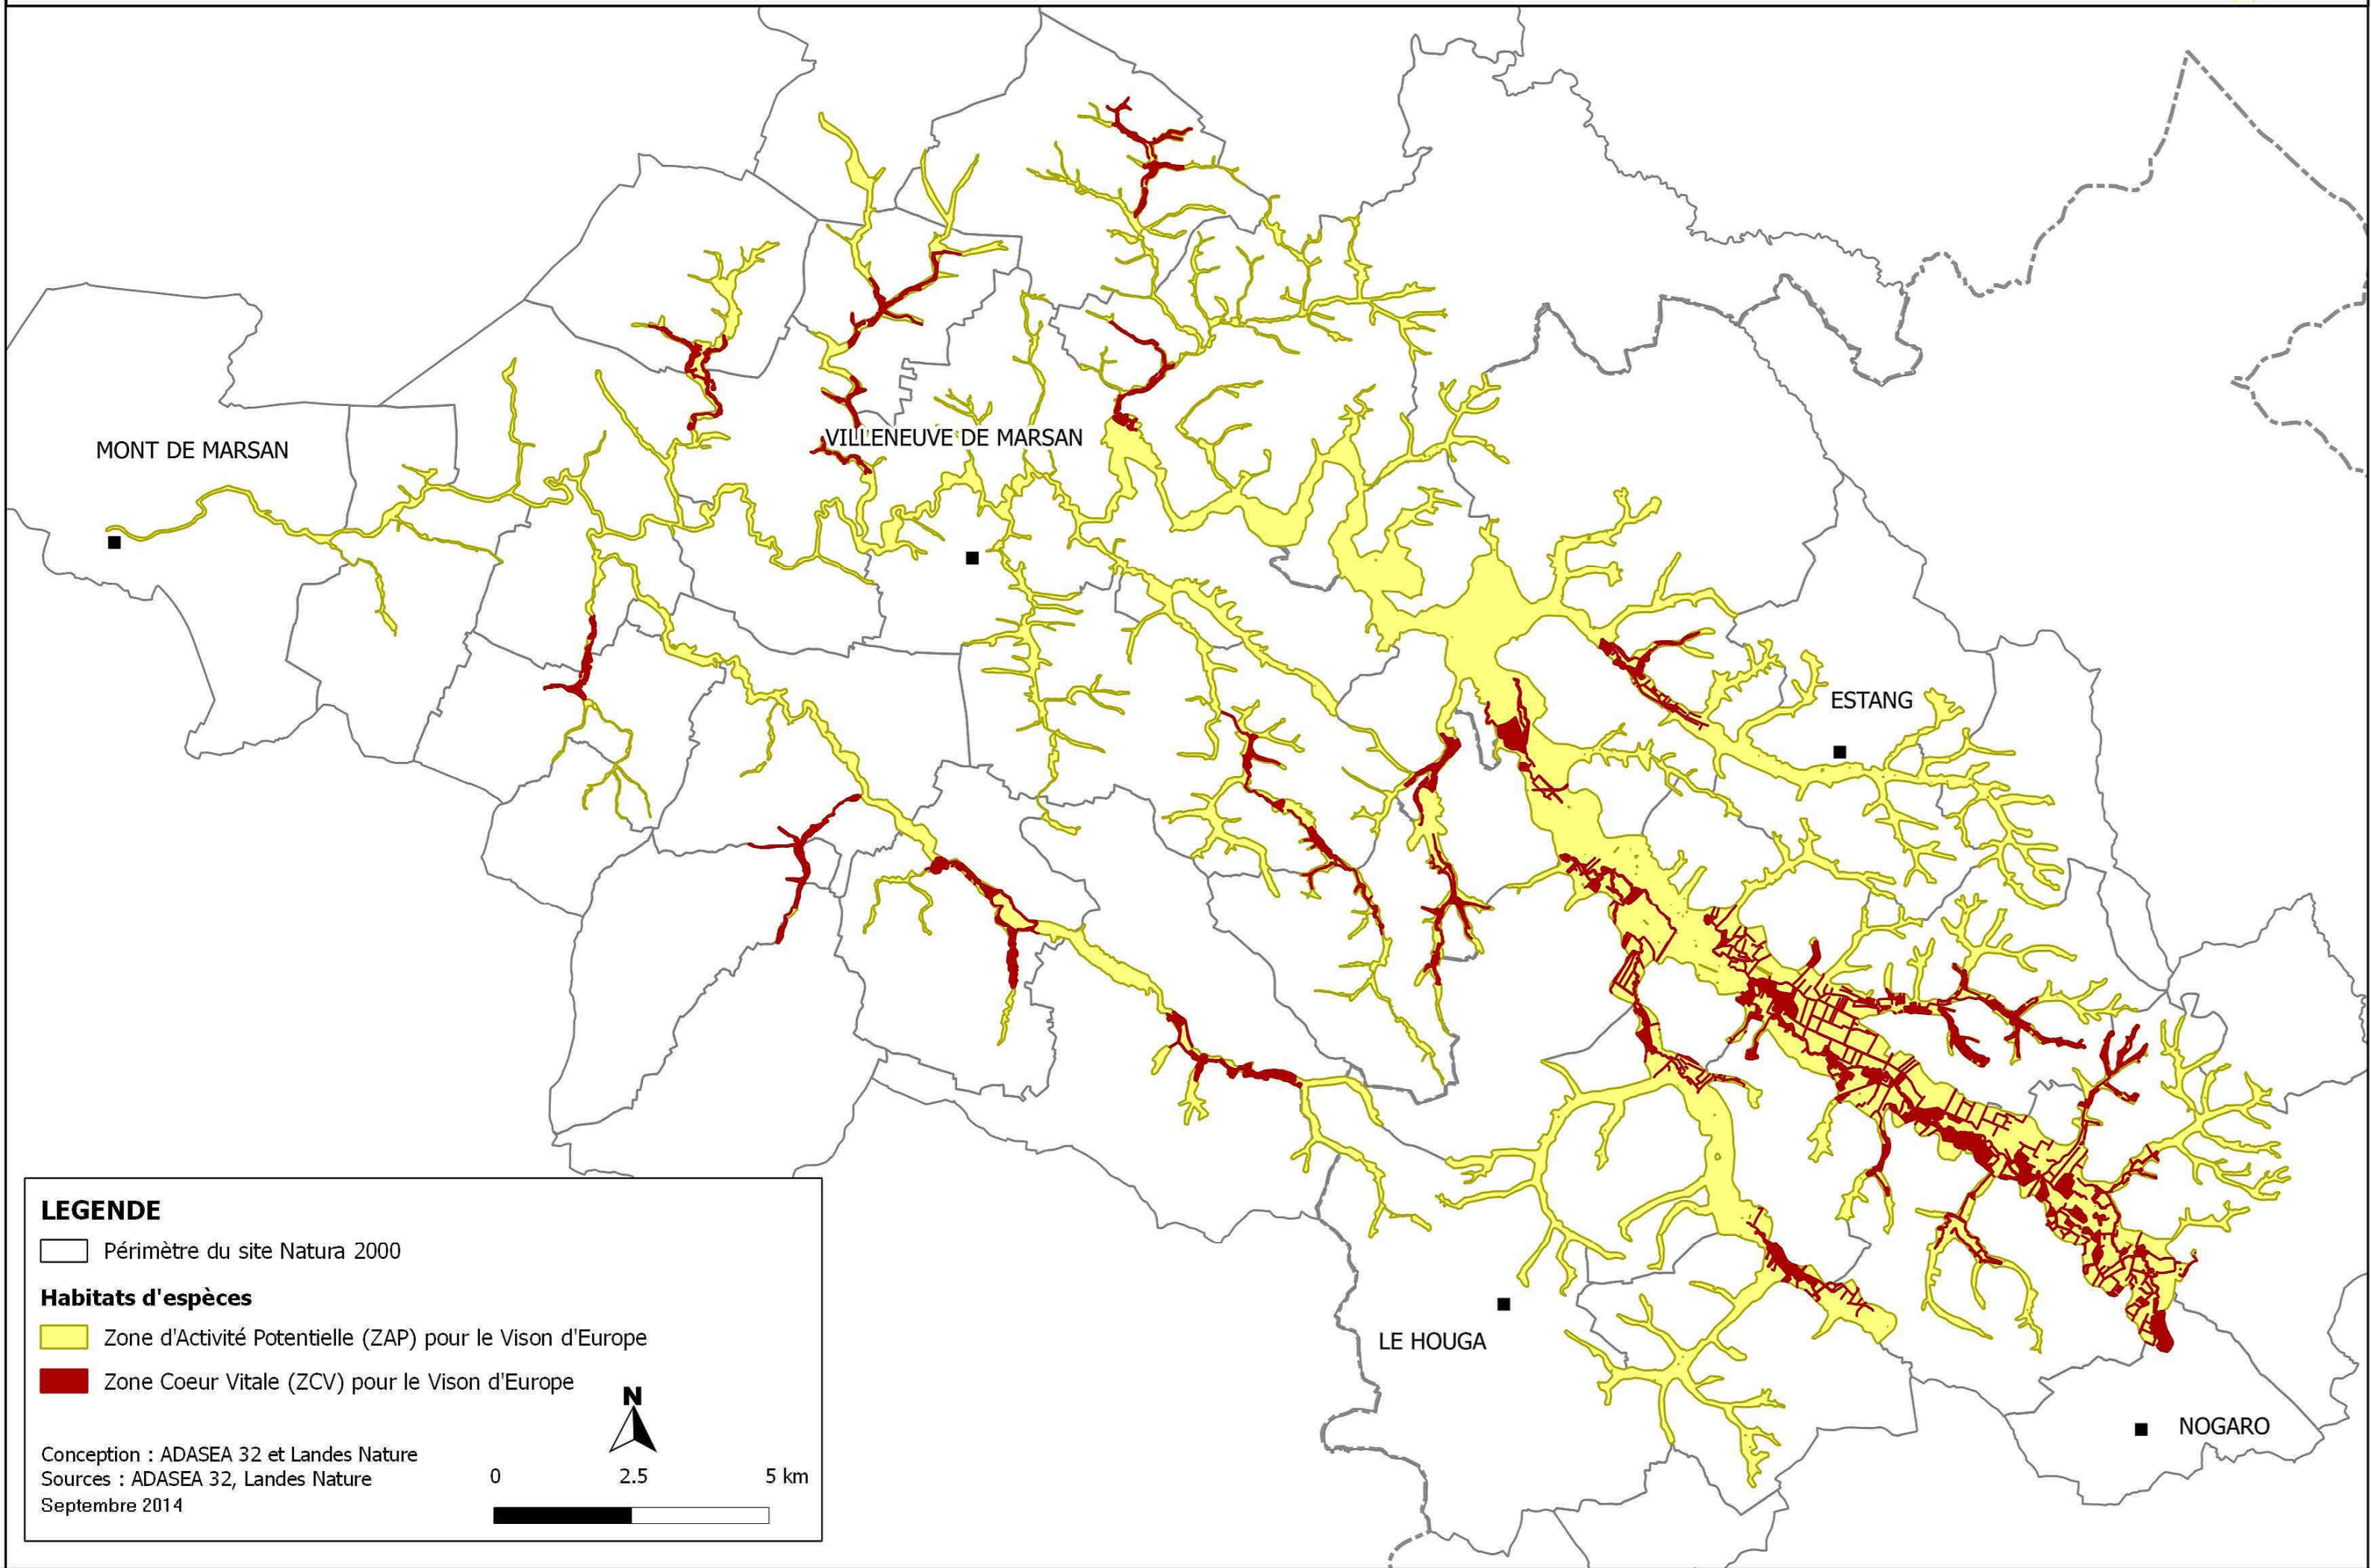 MONT DE MARSAN
VILLENEUVE DE MARSAN
ESTANG
LE HOUGA
NOGARO
LEGENDE
Périmètre du site Natura 2000
Habitats d'espèces
Zone d'Activité Potentielle (ZAP) pour le Vison d'Europe
Zone Coeur Vitale (ZCV) pour le Vison d'Europe
N
Conception : ADASEA 32 et Landes Nature
Sources : ADASEA 32, Landes Nature
Septembre 2014
0 2.5 5 km